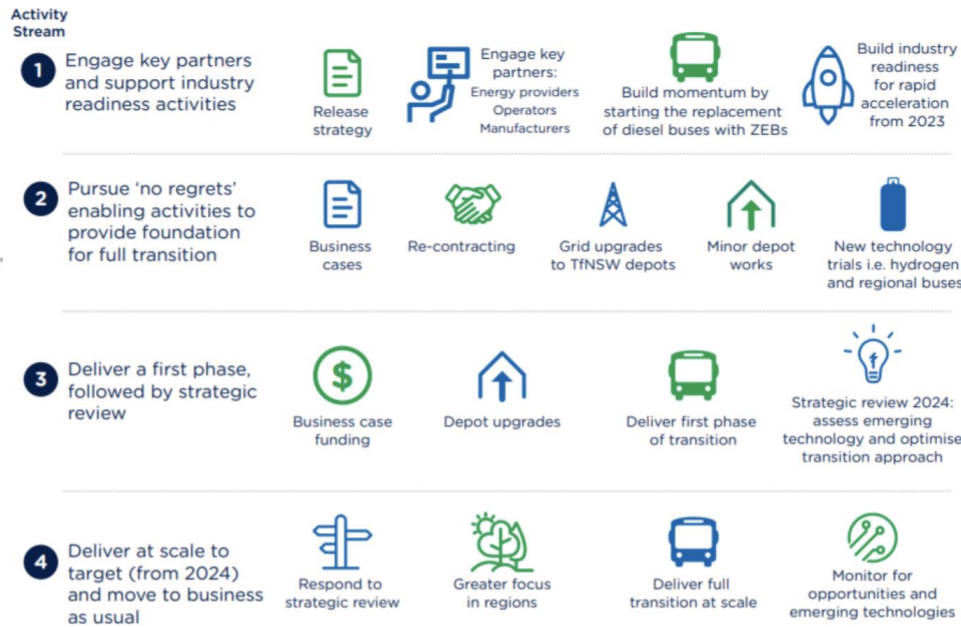 Activity
Stream
1
Engage key partners
and support industry
readiness activities
Release
strategy
Engage key
partners:
Energy providers
Operators
Manufacturers
Build momentum by
starting the replacement
of diesel buses with ZEBs
Build industry
readiness
for rapid
acceleration
from 2023
2
Pursue ‘no regrets’
enabling activities to
provide foundation
for full transition
Business
cases
Re-contracting
Grid upgrades
to TfNSW depots
Minor depot
works
New technology
trials i.e. hydrogen
and regional buses
3
Deliver a first phase,
followed by strategic
review
$
Business case
funding
Depot upgrades
Deliver first phase
of transition
Strategic review 2024:
assess emerging
technology and optimise
transition approach
4
Deliver at scale to
target (from 2024)
and move to business
as usual
Respond to
strategic review
Greater focus
in regions
Deliver full
transition at scale
Monitor for
opportunities and
emerging technologies